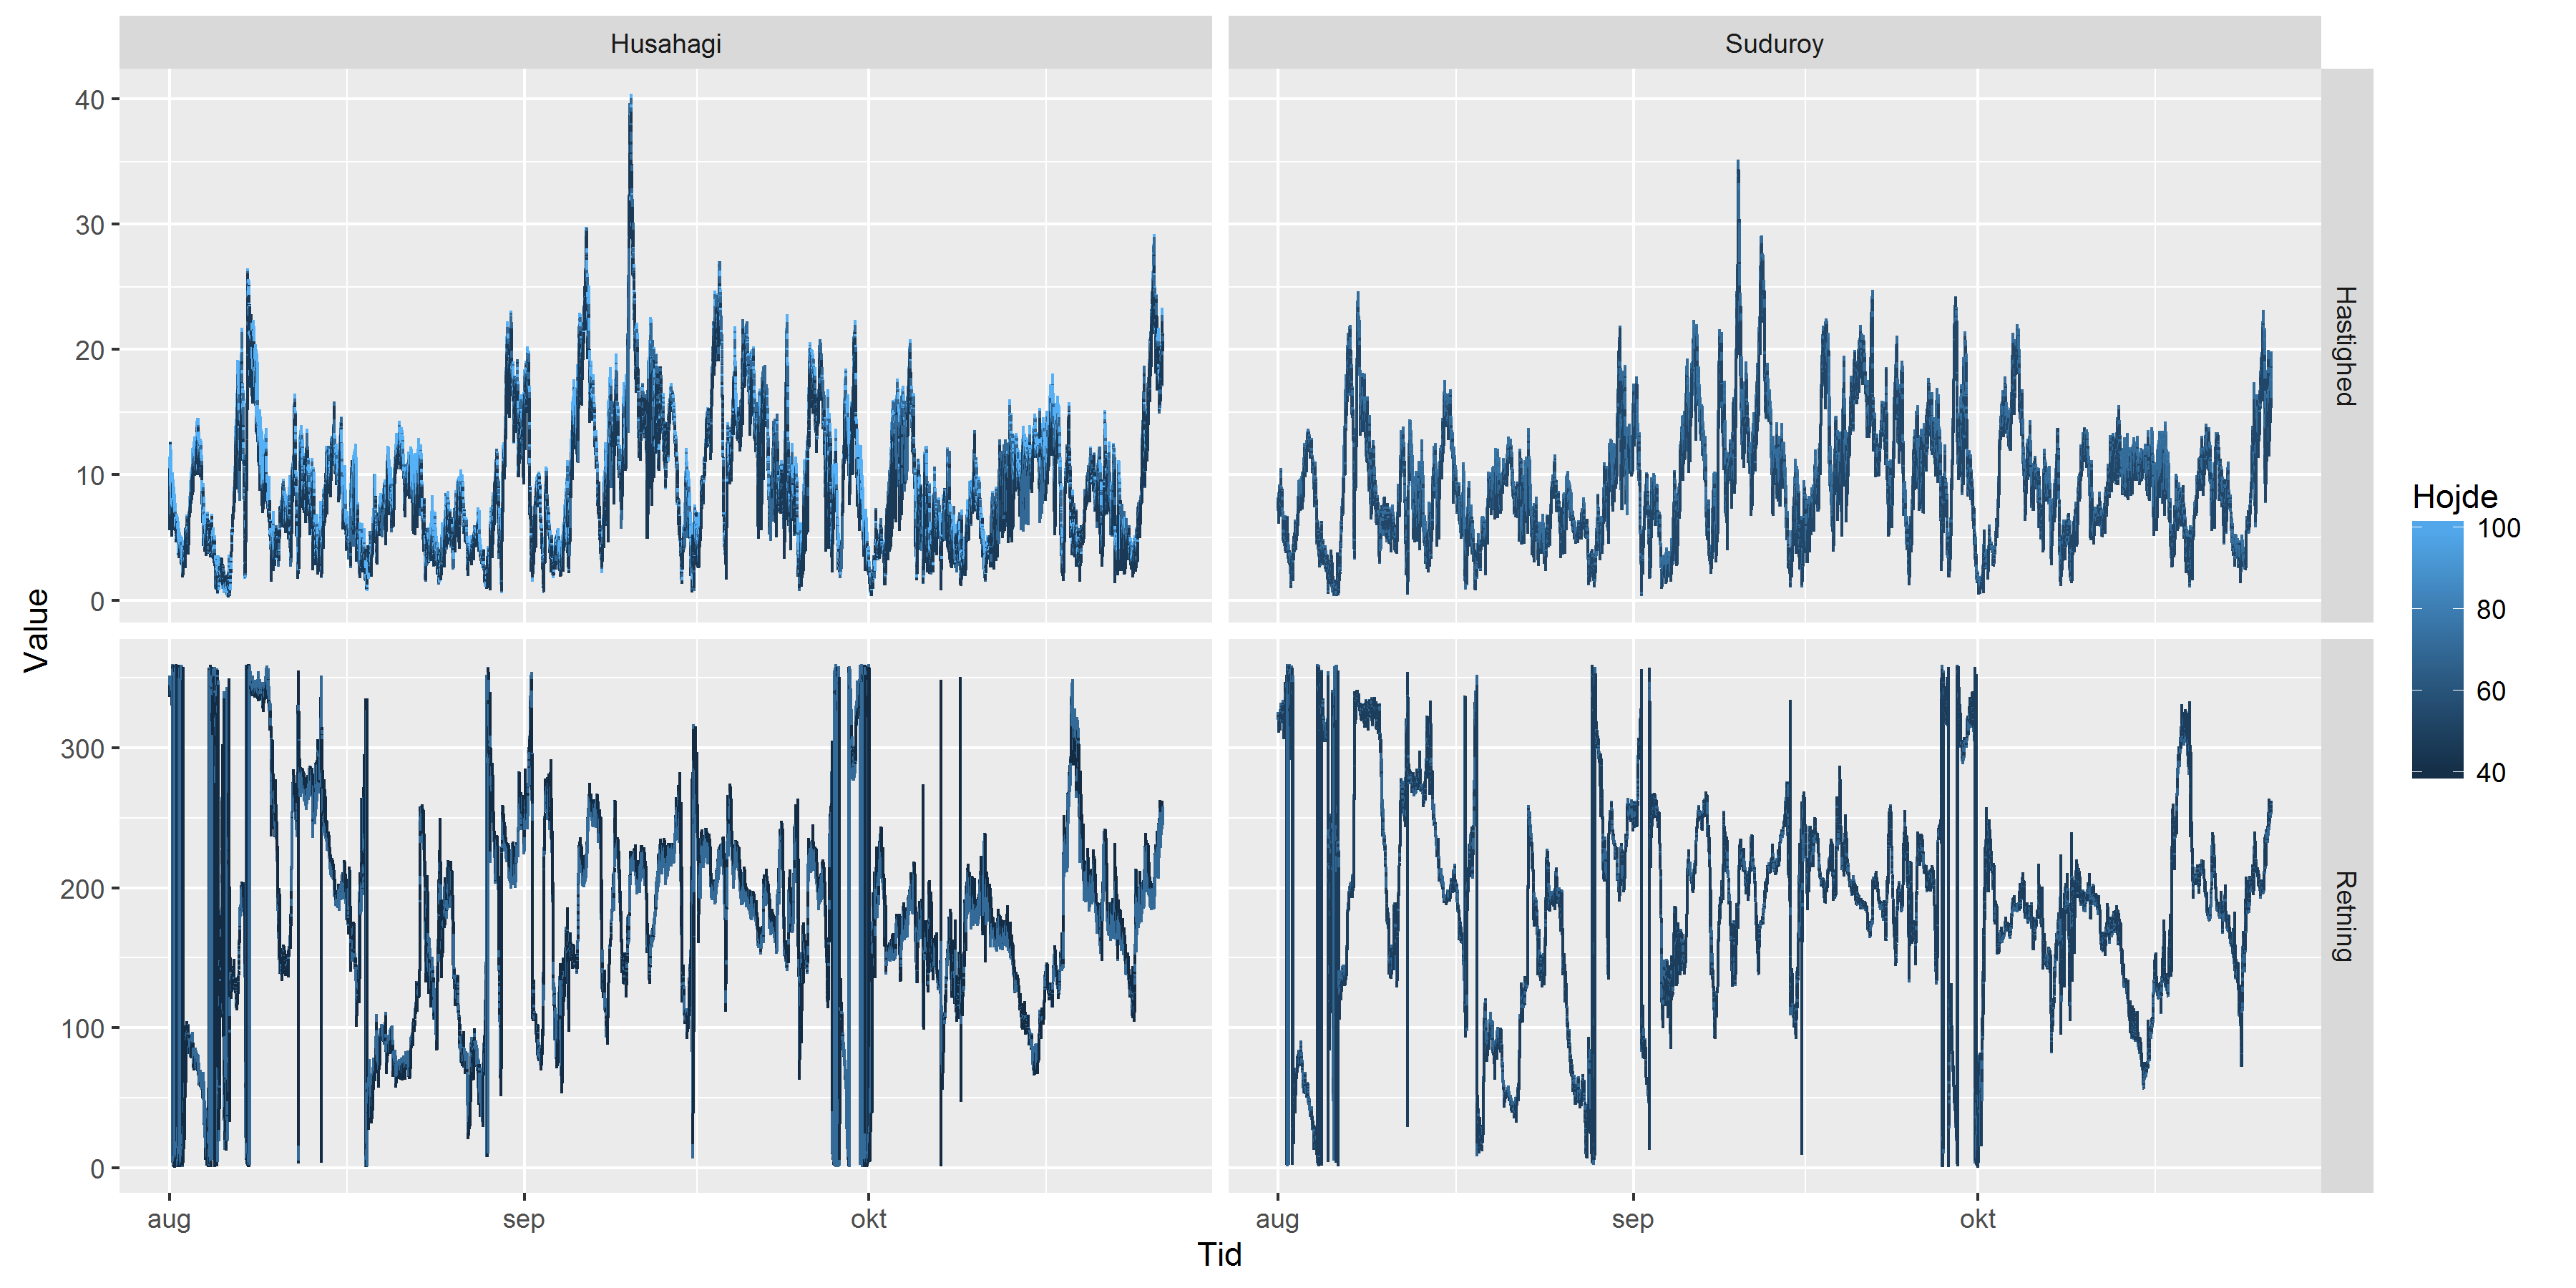 Husahagi
Suduroy
40
30
20
10
0
Hastighed
300
200
100
0
Retning
Value
aug
sep
okt
aug
sep
okt
Tid
Hojde
100
80
60
40